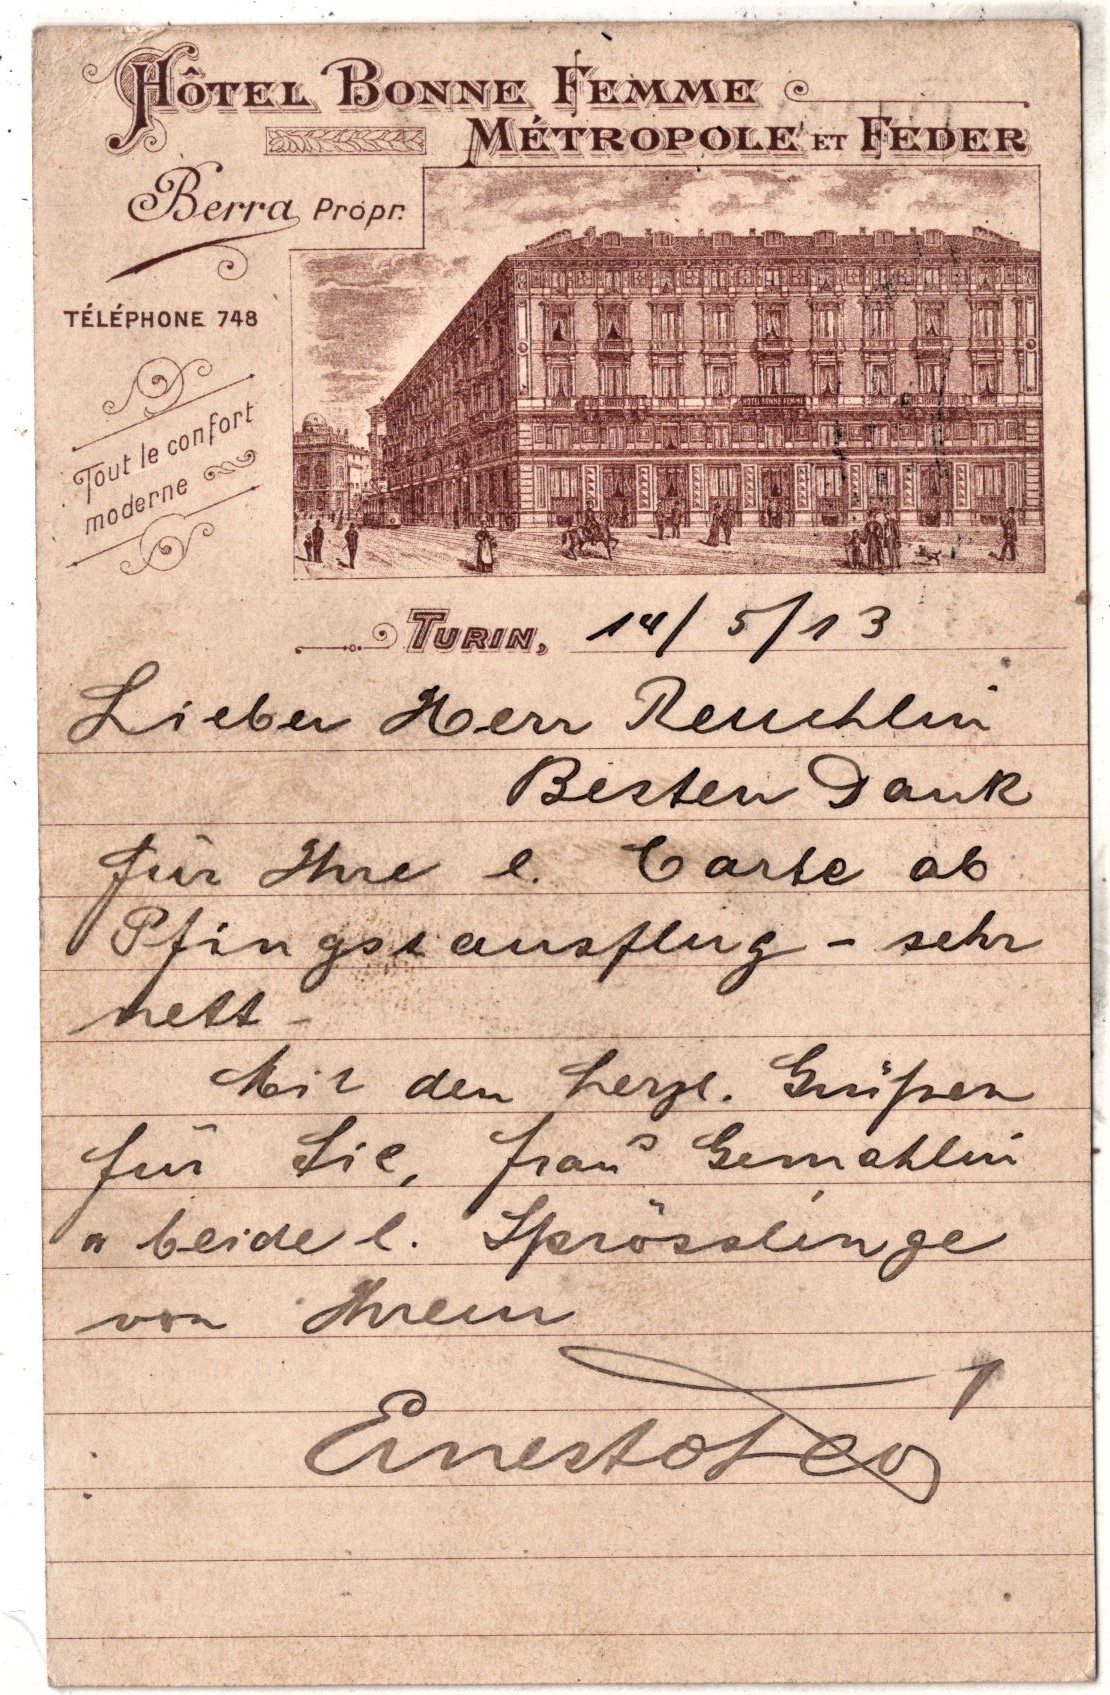 HÔTEL BONNE FEMME
MÉTROPOLE ET FEDER
Berra Propr.
TÉLÉPHONE 748
Tout le confort
moderne
HOTEL BONNE FEMME
TURIN, 14/5/13
Lieber Herr Reuchlin
Besten Dank
für Ihre l. Carte ab
Pfingstausflug – sehr
nett –
Mit den herzl. Grüßen
für Sie, Frau Gemahlin
u beide l. Sprösslinge
von Ihrem
Ernesto